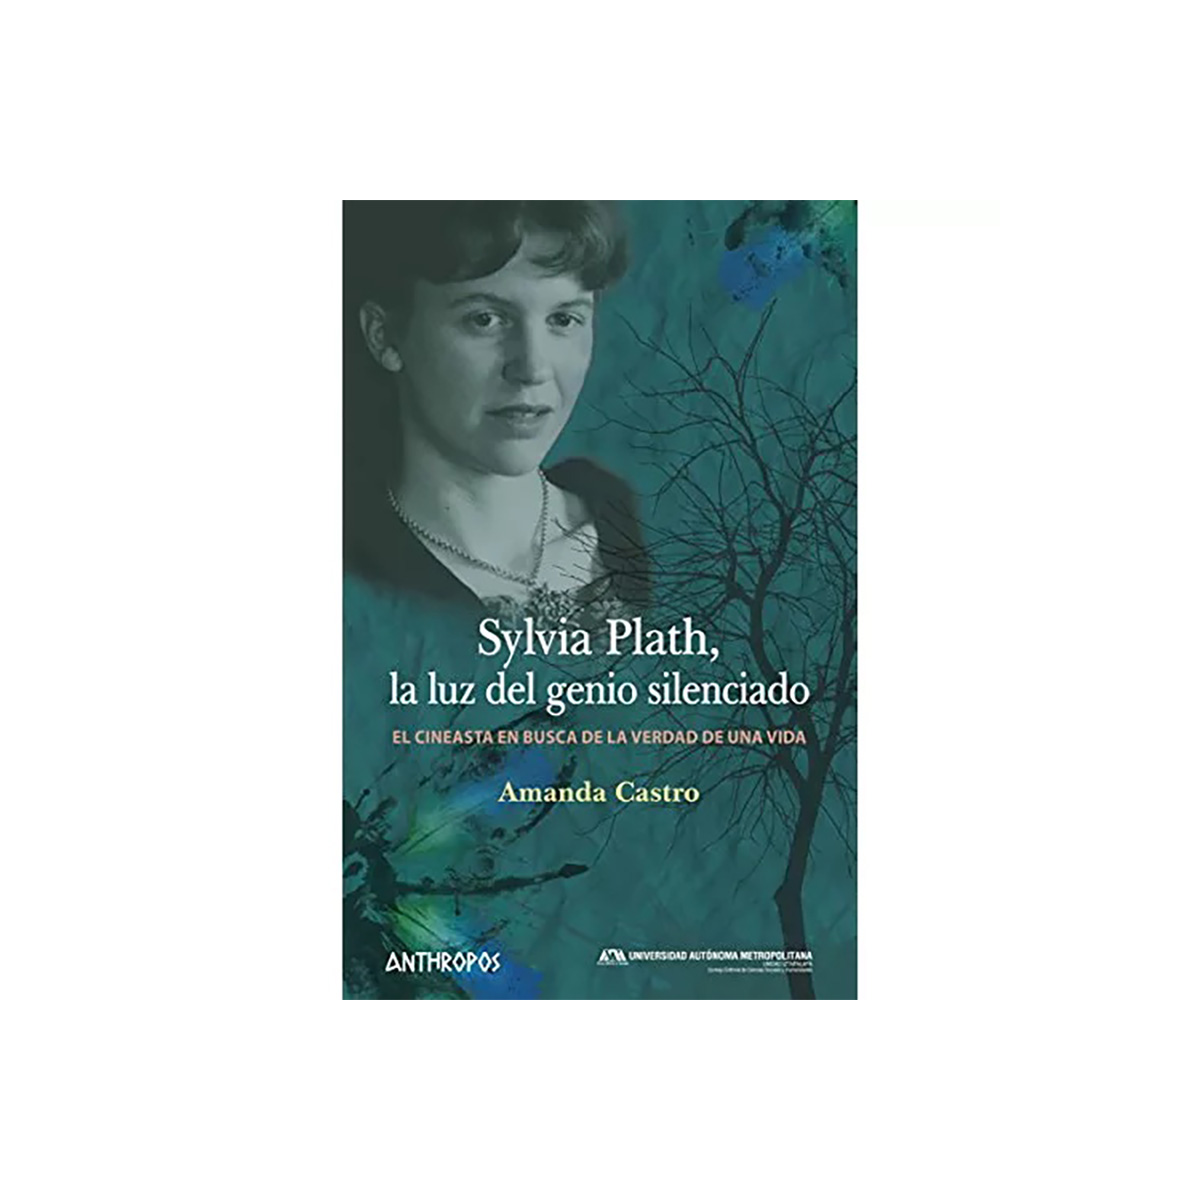 Sylvia Plath,
la luz del genio silenciado
EL CINEASTA EN BUSCA DE LA VERDAD DE UNA VIDA
Amanda Castro
ANTHROPOS
UNIVERSIDAD AUTÓNOMA METROPOLITANA